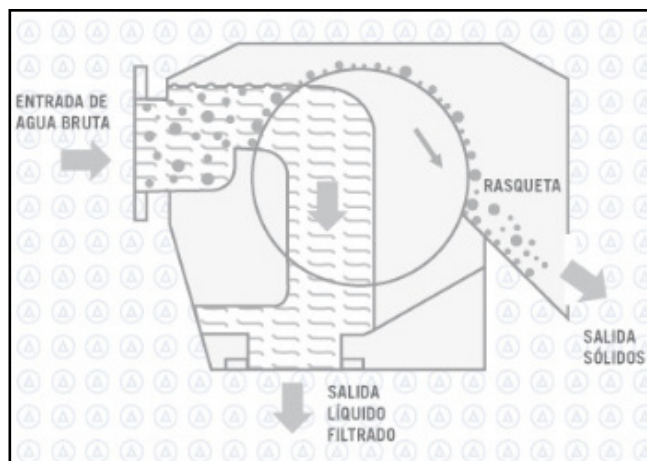 ENTRADA DE
AGUA BRUTA
RASQUETA
SALIDA
SÓLIDOS
SALIDA
LÍQUIDO
FILTRADO